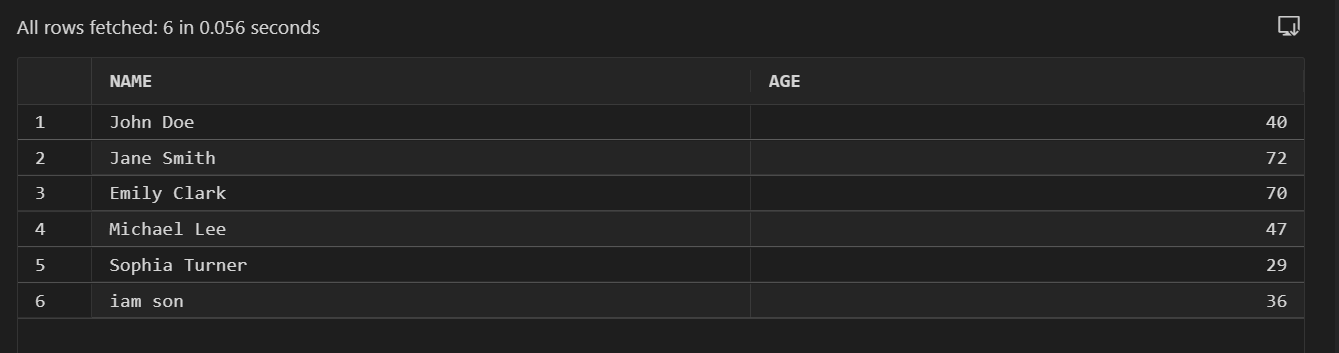 All rows fetched: 6 in 0.056 seconds
NAME AGE
1 John Doe 40
2 Jane Smith 72
3 Emily Clark 70
4 Michael Lee 47
5 Sophia Turner 29
6 iam son 36